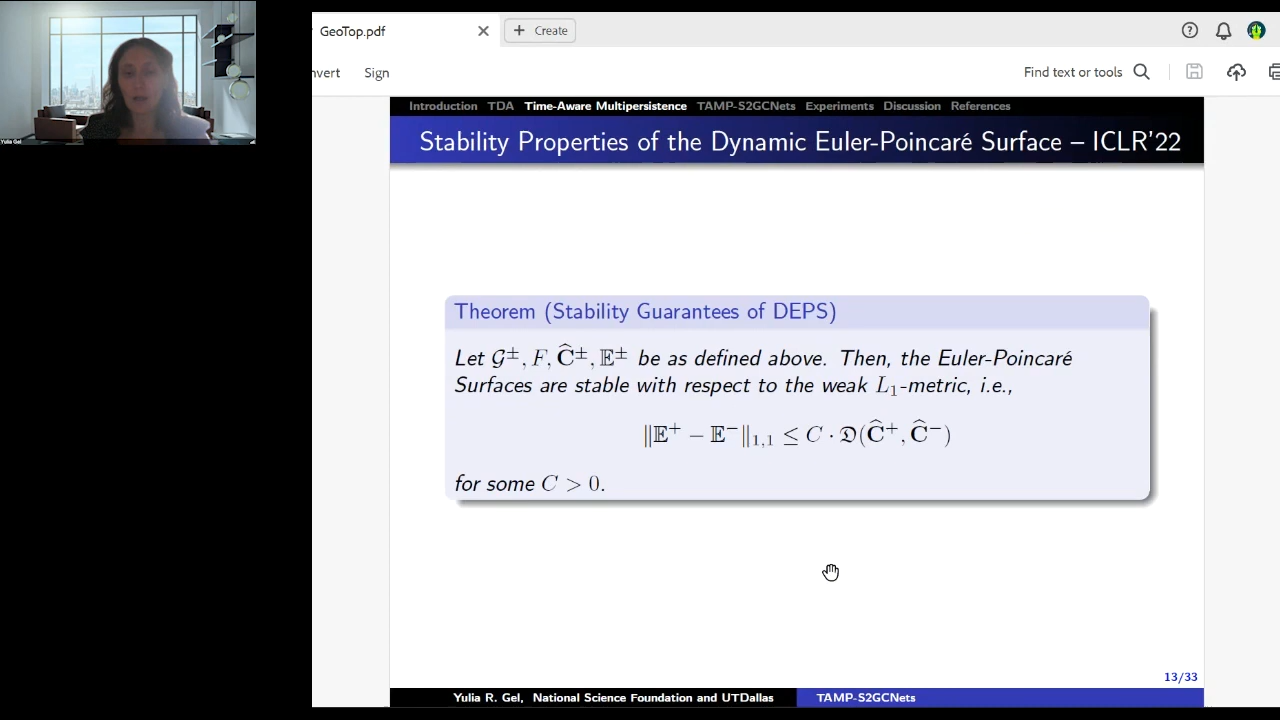 GeoTop.pdf
Create
nvert Sign
Find text or tools
Introduction TDA Time-Aware Multipersistence TAMP-S2GCNets Experiments Discussion References
Stability Properties of the Dynamic Euler-Poincaré Surface – ICLR'22
Theorem (Stability Guarantees of DEPS)
Let 𝒢±, F, Ĉ±, 𝔼± be as defined above. Then, the Euler-Poincaré
Surfaces are stable with respect to the weak L₁-metric, i.e.,
‖𝔼⁺ − 𝔼⁻‖₁,₁ ≤ C · 𝔇(Ĉ⁺, Ĉ⁻)
for some C > 0.
13/33
Yulia R. Gel, National Science Foundation and UTDallas TAMP-S2GCNets
Yulia Gel